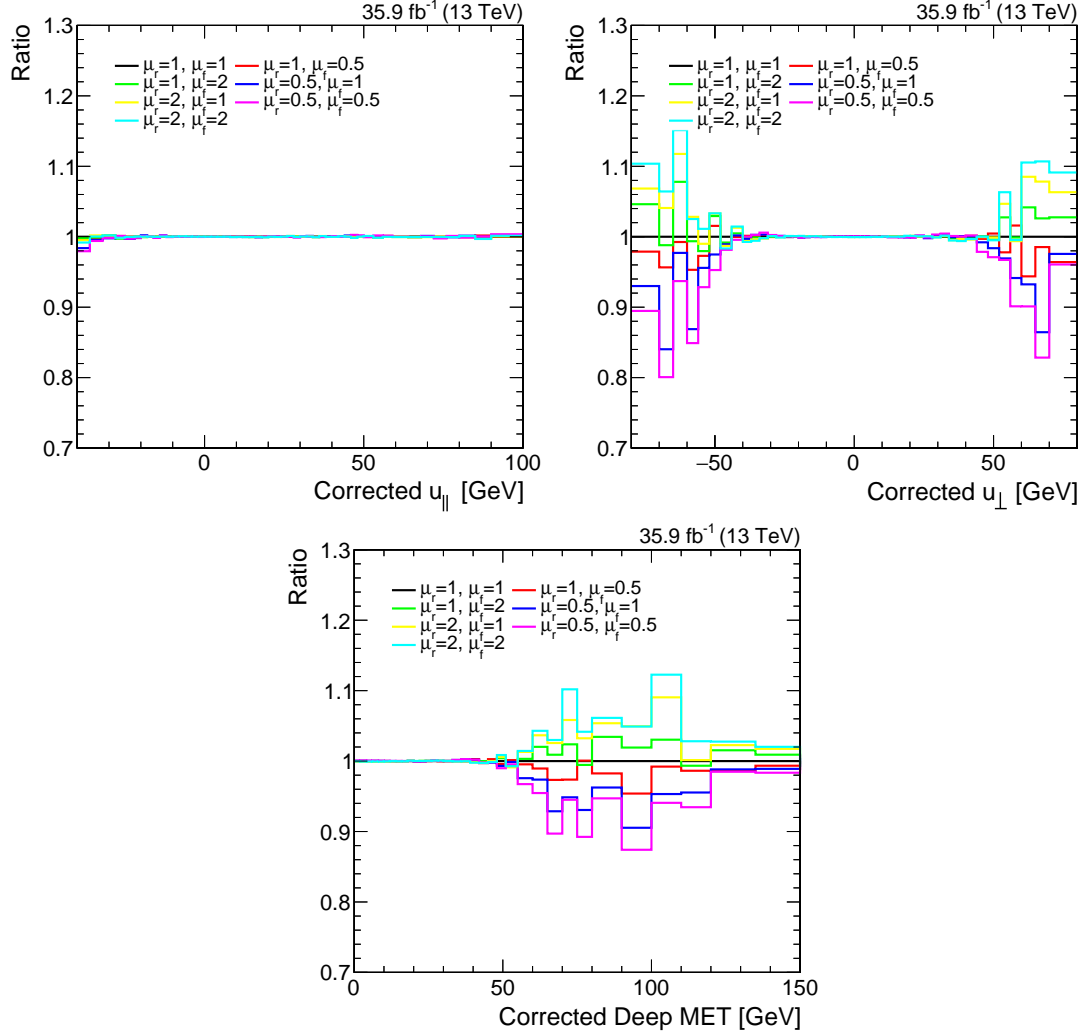 35.9 fb⁻¹ (13 TeV)
Ratio
1.3
1.2
1.1
1
0.9
0.8
0.7
μr=1, μf=1
μr=1, μf=0.5
μr=1, μf=2
μr=0.5, μf=1
μr=2, μf=1
μr=0.5, μf=0.5
μr=2, μf=2
0
50
100
Corrected u∥ [GeV]
35.9 fb⁻¹ (13 TeV)
Ratio
1.3
1.2
1.1
1
0.9
0.8
0.7
μr=1, μf=1
μr=1, μf=0.5
μr=1, μf=2
μr=0.5, μf=1
μr=2, μf=1
μr=0.5, μf=0.5
μr=2, μf=2
−50
0
50
Corrected u⊥ [GeV]
35.9 fb⁻¹ (13 TeV)
Ratio
1.3
1.2
1.1
1
0.9
0.8
0.7
μr=1, μf=1
μr=1, μf=0.5
μr=1, μf=2
μr=0.5, μf=1
μr=2, μf=1
μr=0.5, μf=0.5
μr=2, μf=2
0
50
100
150
Corrected Deep MET [GeV]